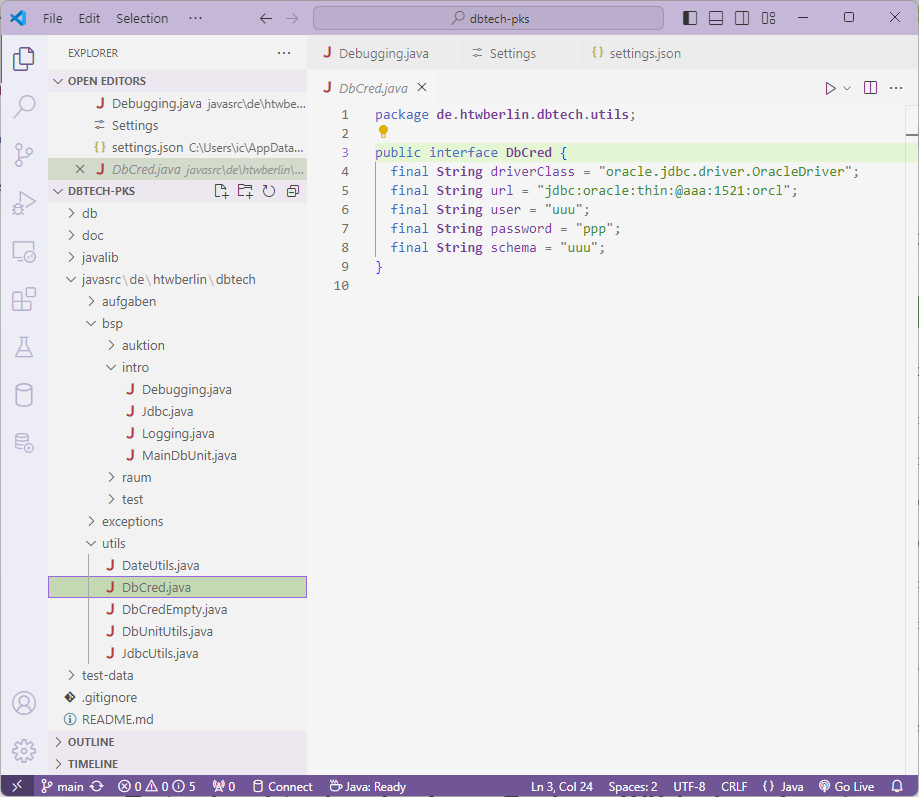 File Edit Selection ··· dbtech-pks
EXPLORER ···
OPEN EDITORS
J Debugging.java javasrc\de\htwbe...
Settings
{} settings.json C:\Users\ic\AppData...
J DbCred.java javasrc\de\htwberlin\...
DBTECH-PKS
db
doc
javalib
javasrc\de\htwberlin\dbtech
aufgaben
bsp
auktion
intro
J Debugging.java
J Jdbc.java
J Logging.java
J MainDbUnit.java
raum
test
exceptions
utils
J DateUtils.java
J DbCred.java
J DbCredEmpty.java
J DbUnitUtils.java
J JdbcUtils.java
test-data
.gitignore
README.md
OUTLINE
TIMELINE
J Debugging.java Settings {} settings.json
J DbCred.java
1 package de.htwberlin.dbtech.utils;
2
3 public interface DbCred {
4 final String driverClass = "oracle.jdbc.driver.OracleDriver";
5 final String url = "jdbc:oracle:thin:@aaa:1521:orcl";
6 final String user = "uuu";
7 final String password = "ppp";
8 final String schema = "uuu";
9 }
10
main 0 0 5 0 Connect Java: Ready Ln 3, Col 24 Spaces: 2 UTF-8 CRLF {} Java Go Live